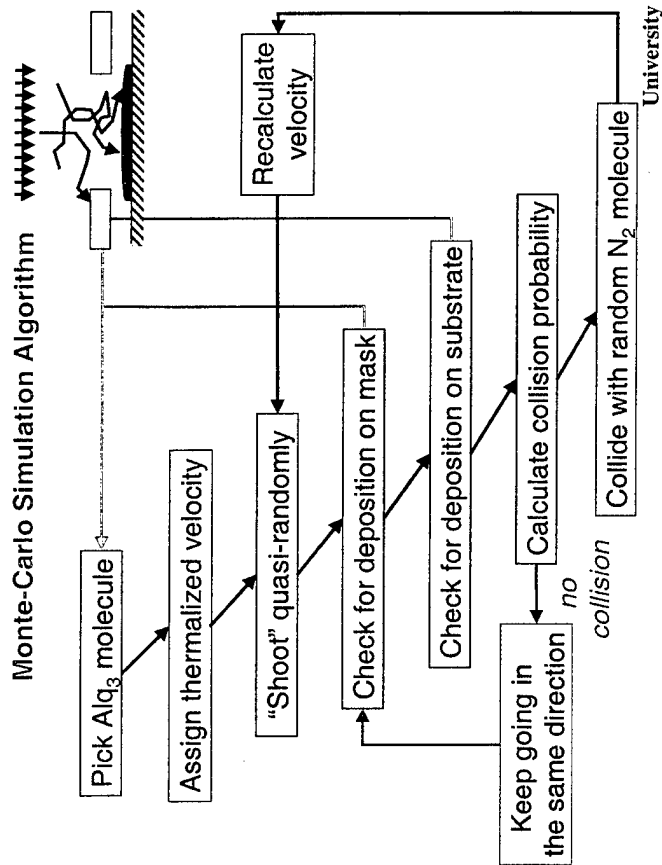 Monte-Carlo Simulation Algorithm
Pick Alq₃ molecule
Assign thermalized velocity
"Shoot" quasi-randomly
Recalculate
velocity
Check for deposition on mask
Check for deposition on substrate
Calculate collision probability
Keep going in
the same direction
no
collision
Collide with random N₂ molecule
University